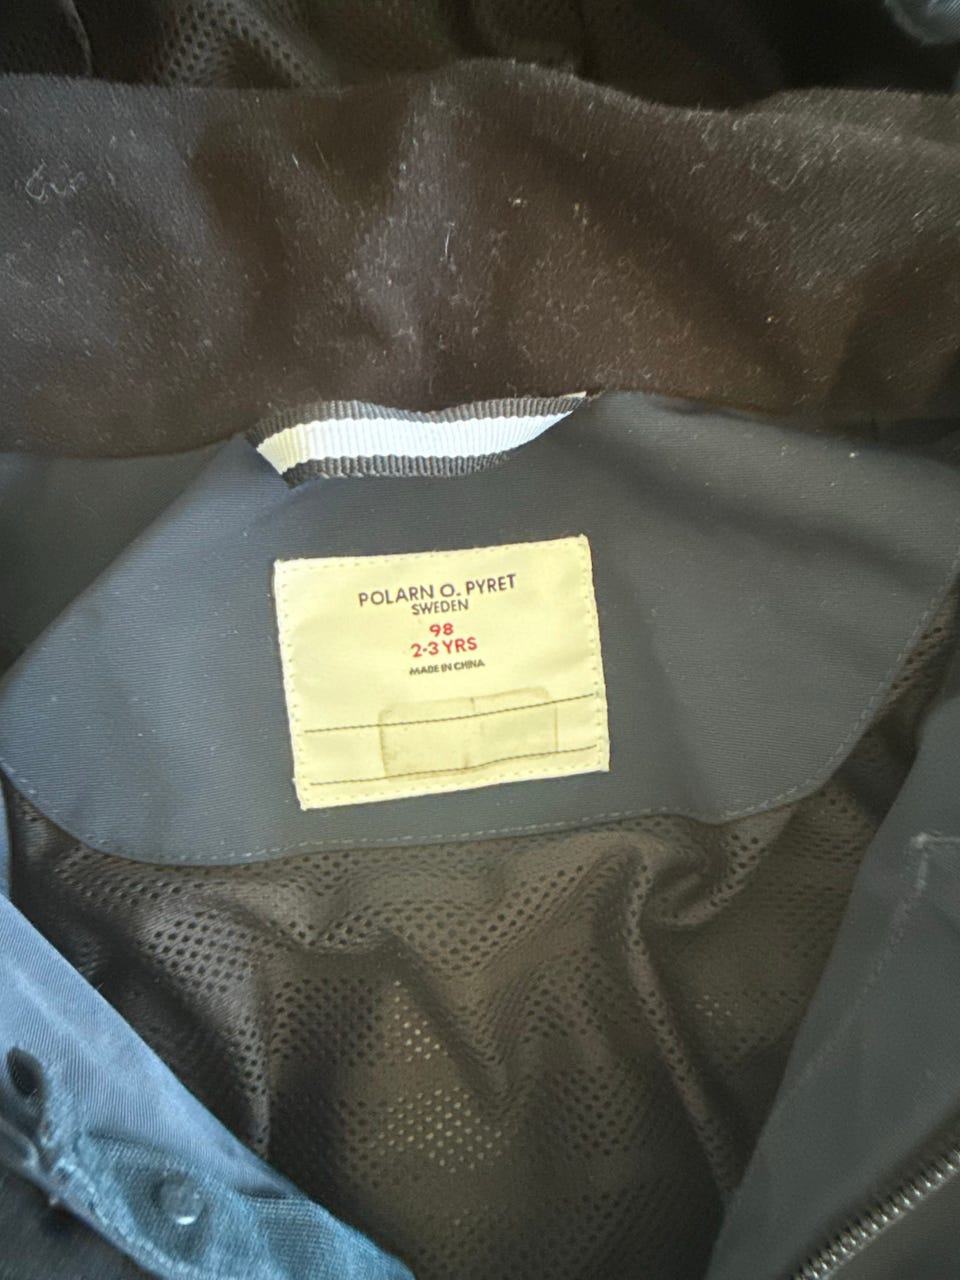 POLARN O. PYRET
SWEDEN
98
2-3 YRS
MADE IN CHINA